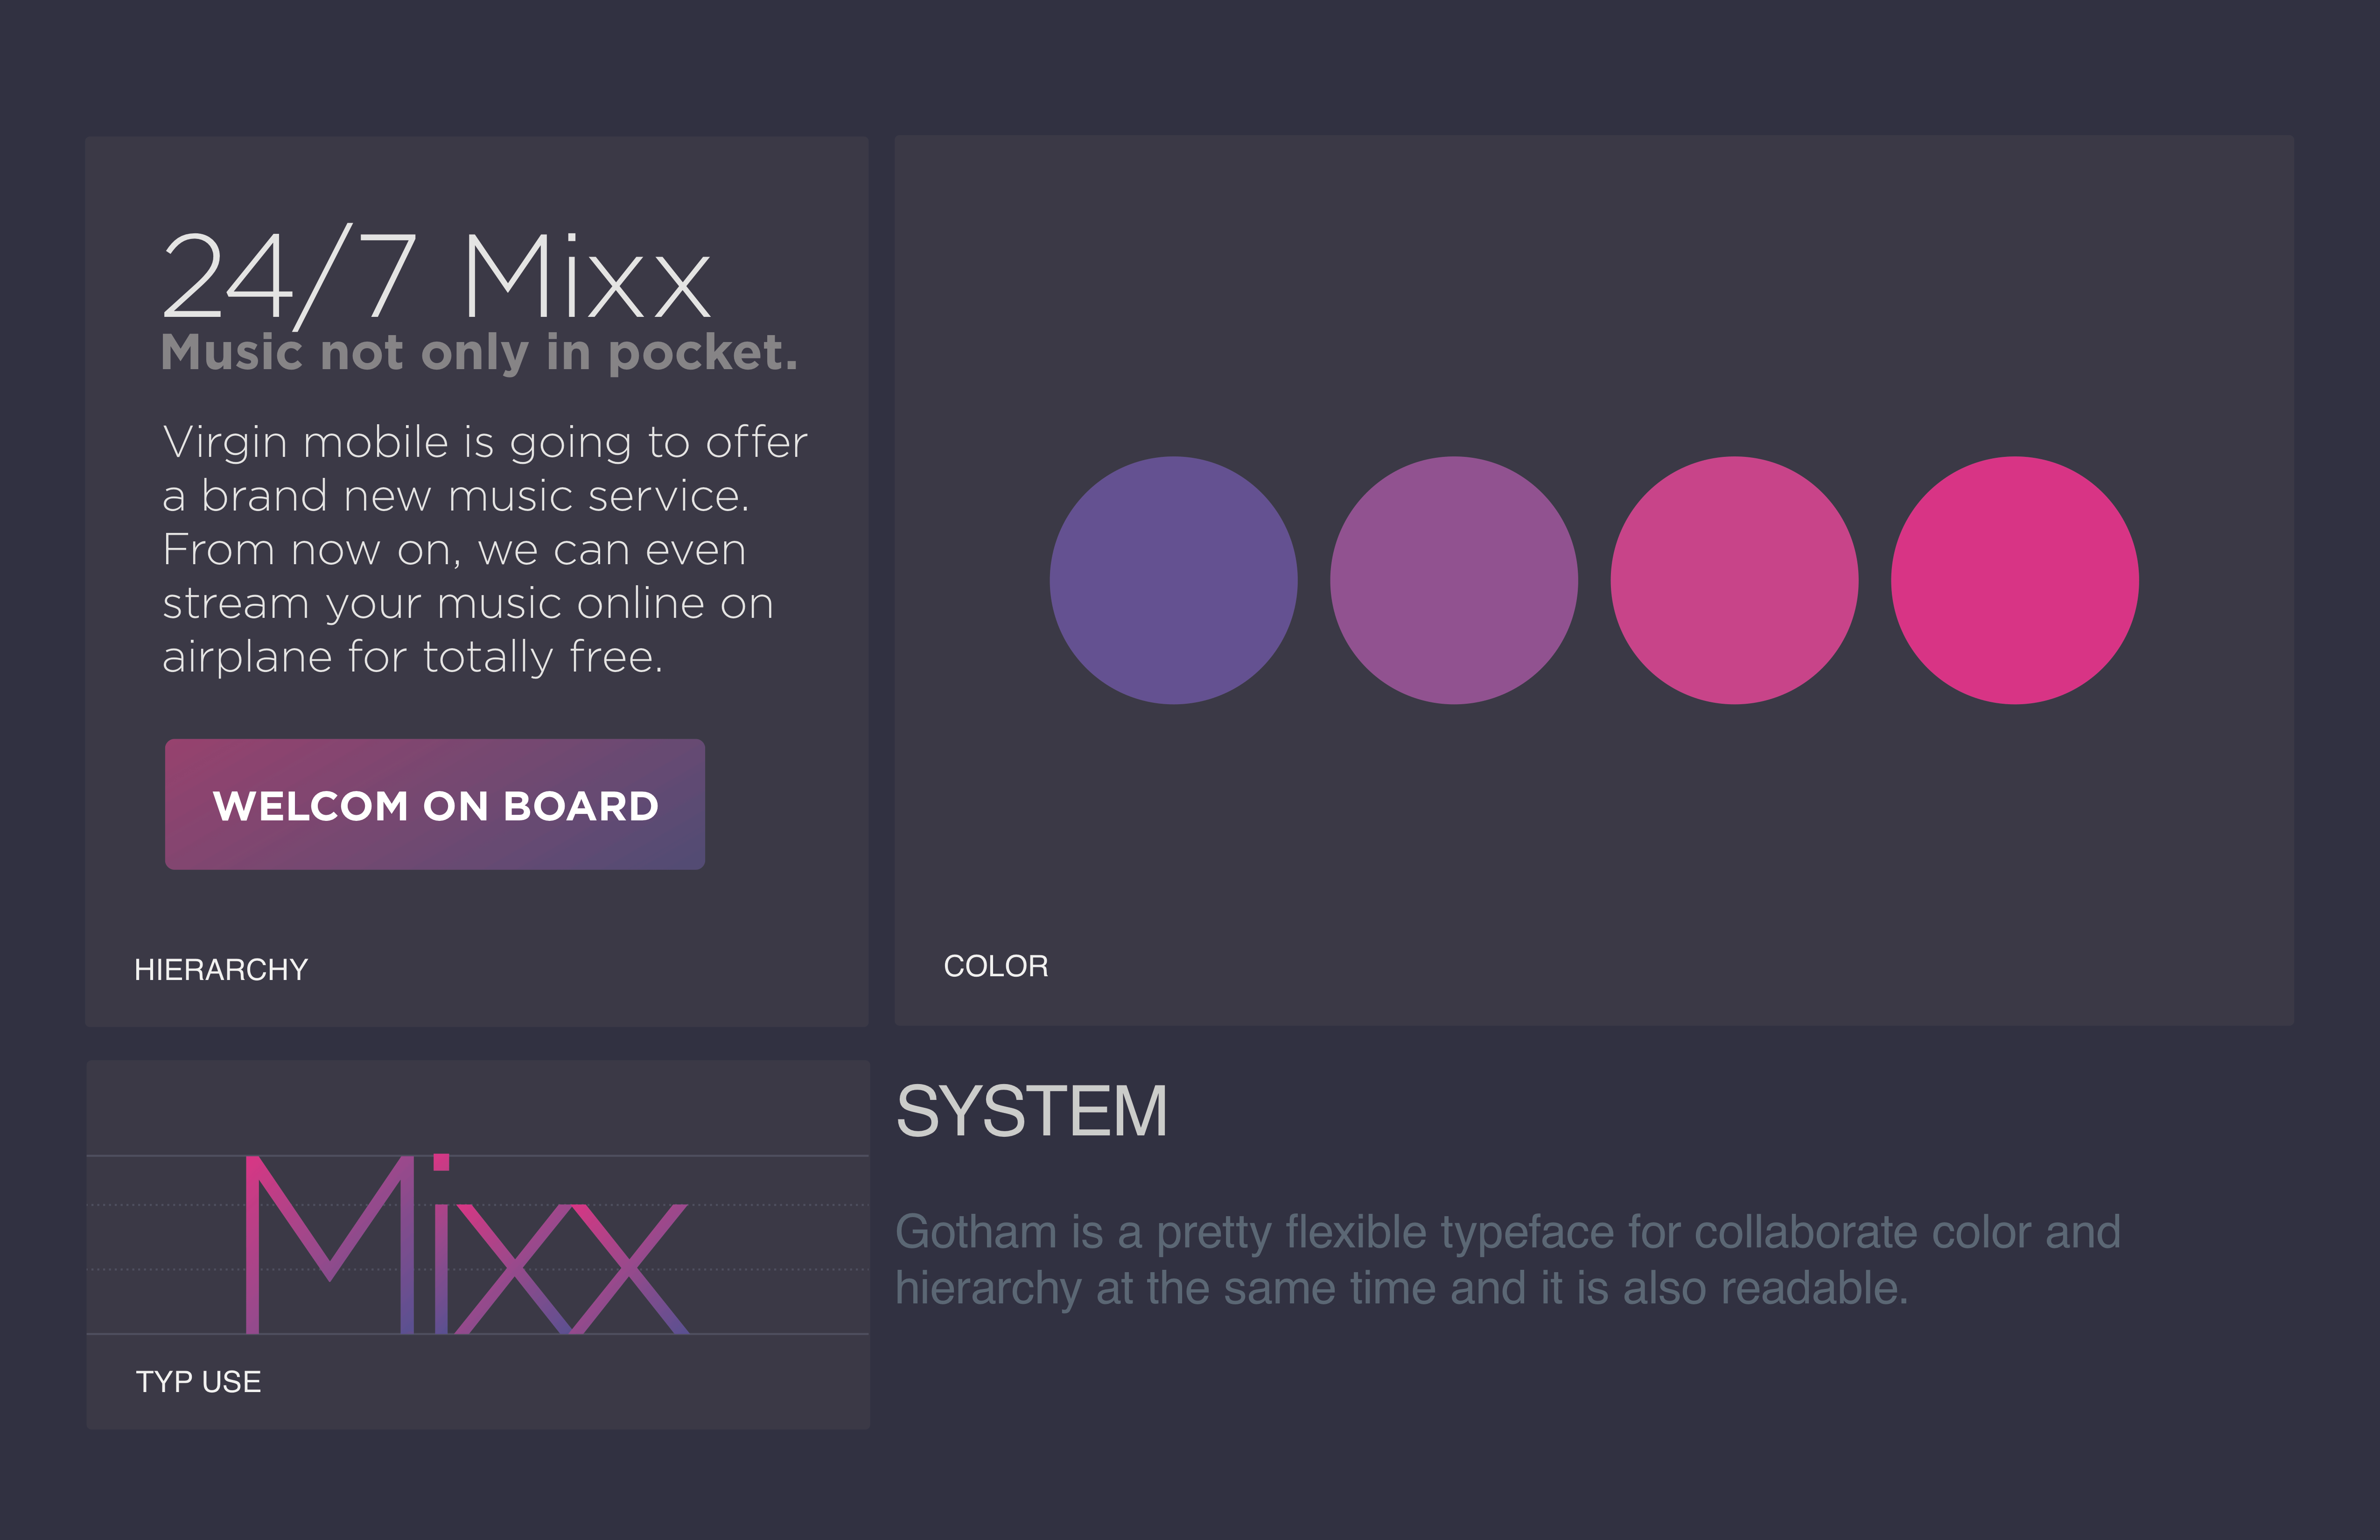 24/7 Mixx
Music not only in pocket.
Virgin mobile is going to offer
a brand new music service.
From now on, we can even
stream your music online on
airplane for totally free.
WELCOM ON BOARD
HIERARCHY
COLOR
Mixx
TYP USE
SYSTEM
Gotham is a pretty flexible typeface for collaborate color and
hierarchy at the same time and it is also readable.